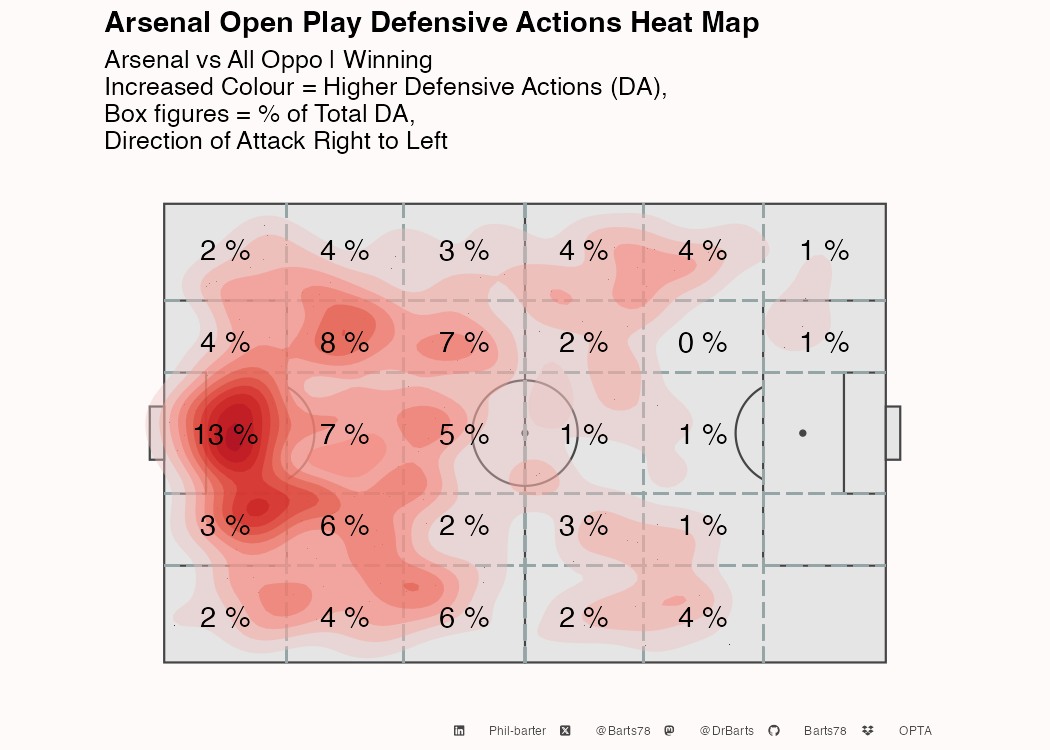 Arsenal Open Play Defensive Actions Heat Map
Arsenal vs All Oppo | Winning
Increased Colour = Higher Defensive Actions (DA),
Box figures = % of Total DA,
Direction of Attack Right to Left
2 % 4 % 3 % 4 % 4 % 1 %
4 % 8 % 7 % 2 % 0 % 1 %
13 % 7 % 5 % 1 % 1 %
3 % 6 % 2 % 3 % 1 %
2 % 4 % 6 % 2 % 4 %
Phil-barter @Barts78 @DrBarts Barts78 OPTA